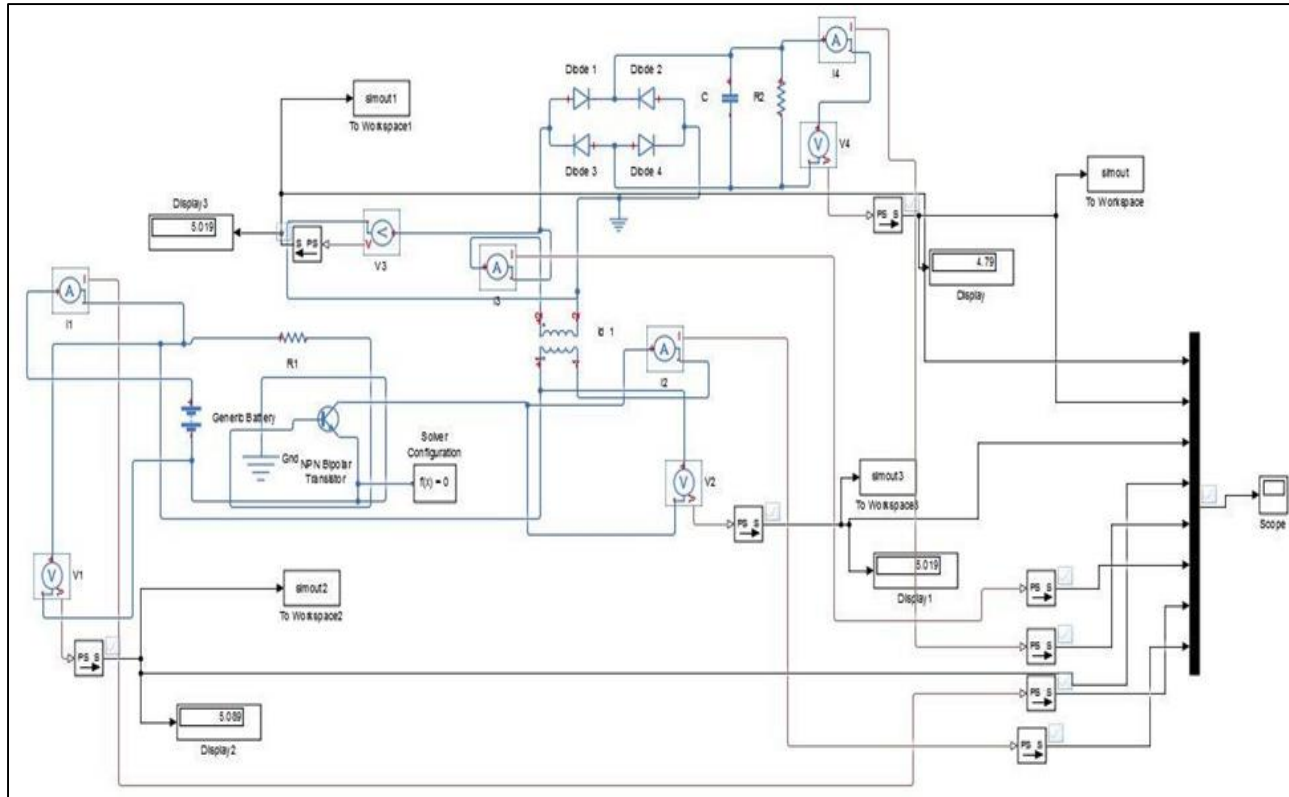 I4
Diode 1 Diode 2
C R2
simout1
To Workspace1
V4
Diode 3 Diode 4
simout
To Workspace
Display3
5.019
S PS
V3
PS S
4.79
Display
I1
I3
Id 1
R1
I2
Generic Battery
Solver
Configuration
f(x) = 0
Gnd
NPN Bipolar
Transistor
V2
simout3
To Workspace3
PS S
Scope
V1
5.019
Display1
simout2
To Workspace2
PS S
PS S
PS S
PS S
5.089
Display2
PS S